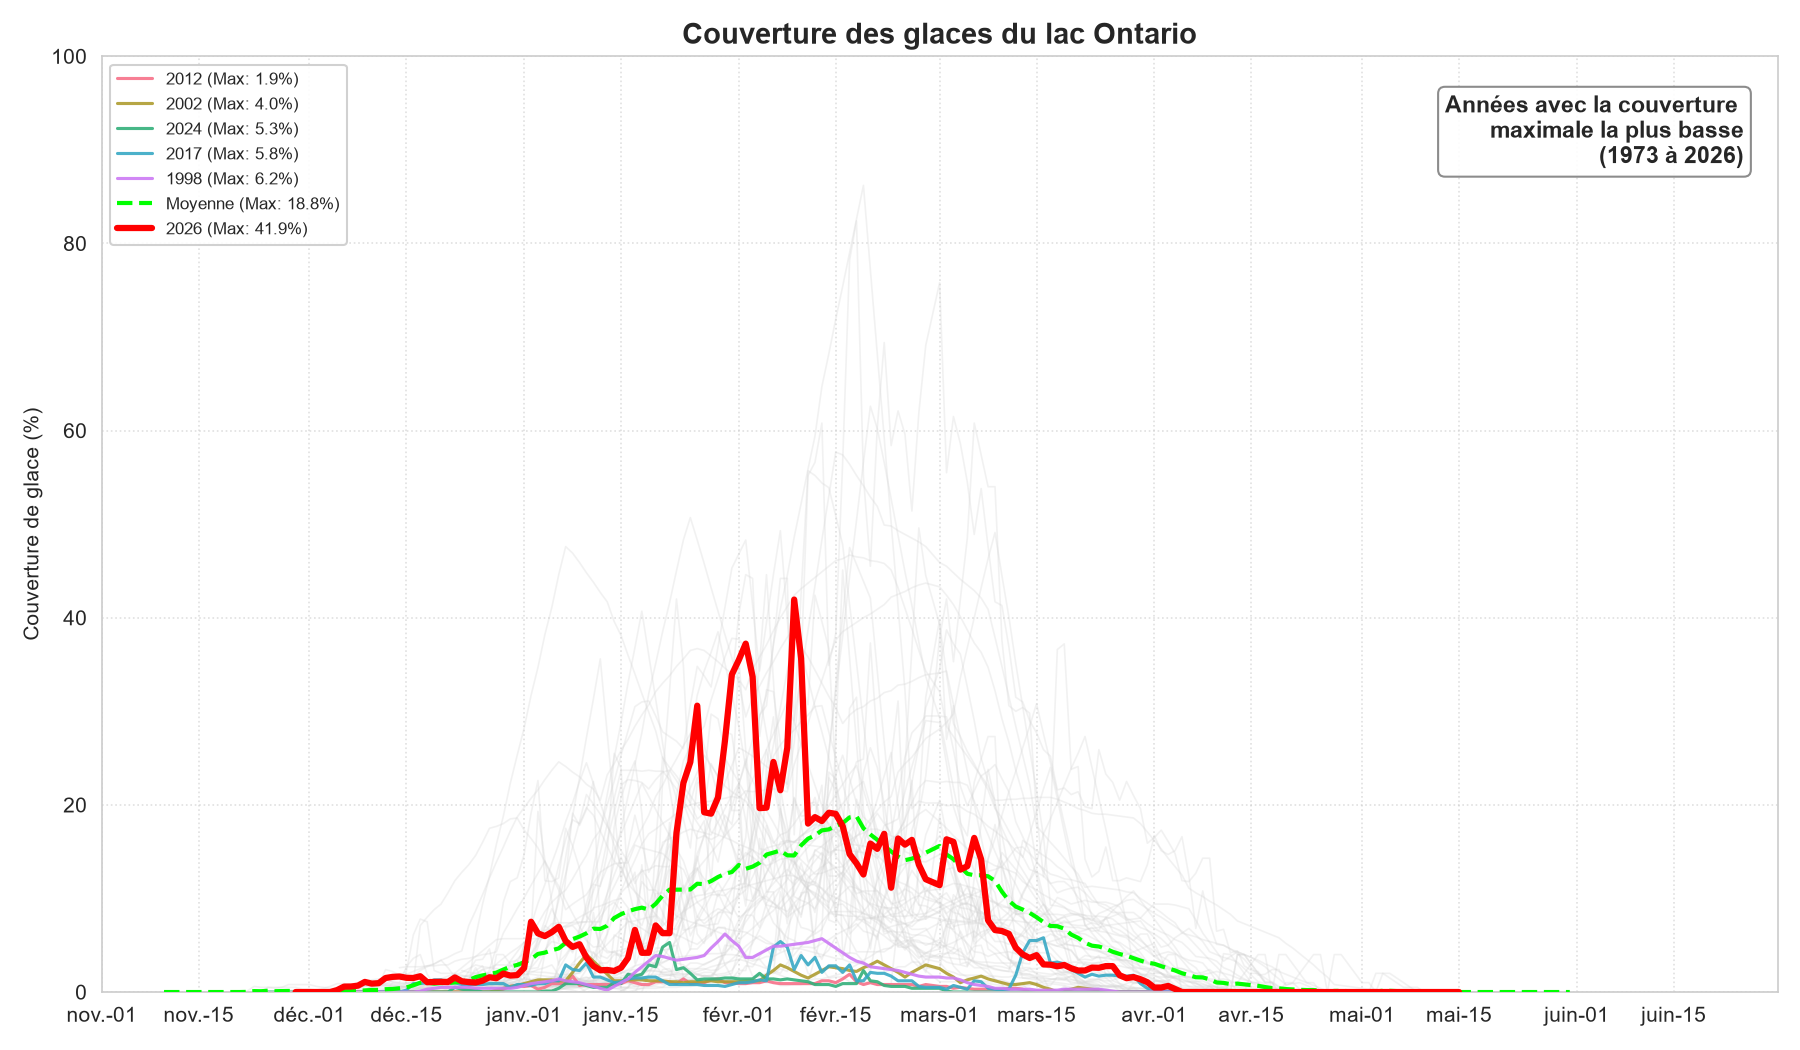 Couverture des glaces du lac Ontario
100
80
60
40
20
0
Couverture de glace (%)
2012 (Max: 1.9%)
2002 (Max: 4.0%)
2024 (Max: 5.3%)
2017 (Max: 5.8%)
1998 (Max: 6.2%)
Moyenne (Max: 18.8%)
2026 (Max: 41.9%)
Années avec la couverture
maximale la plus basse
(1973 à 2026)
nov.-01 nov.-15 déc.-01 déc.-15 janv.-01 janv.-15 févr.-01 févr.-15 mars-01 mars-15 avr.-01 avr.-15 mai-01 mai-15 juin-01 juin-15